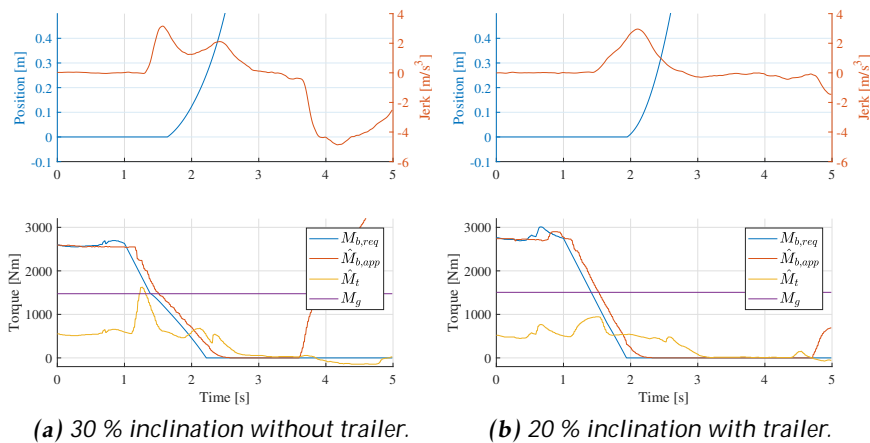 0.4
0.3
0.2
0.1
0
-0.1
Position [m]
4
2
0
-2
-4
-6
Jerk [m/s³]
0 1 2 3 4 5
0.4
0.3
0.2
0.1
0
-0.1
Position [m]
4
2
0
-2
-4
-6
Jerk [m/s³]
0 1 2 3 4 5
3000
2000
1000
0
Torque [Nm]
M_{b,req}
M̂_{b,app}
M̂_t
M_g
0 1 2 3 4 5
Time [s]
3000
2000
1000
0
Torque [Nm]
M_{b,req}
M̂_{b,app}
M̂_t
M_g
0 1 2 3 4 5
Time [s]
(a) 30 % inclination without trailer.
(b) 20 % inclination with trailer.